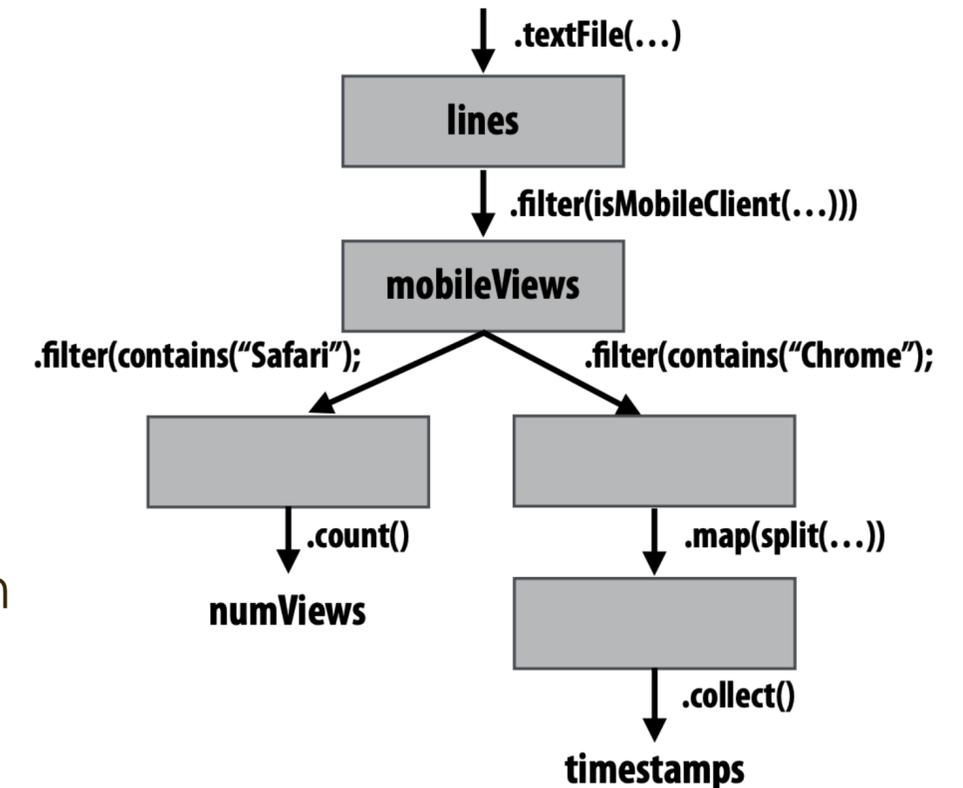 .textFile(…)
lines
.filter(isMobileClient(…)))
mobileViews
.filter(contains(“Safari”);
.filter(contains(“Chrome”);
.count()
.map(split(…))
numViews
.collect()
timestamps